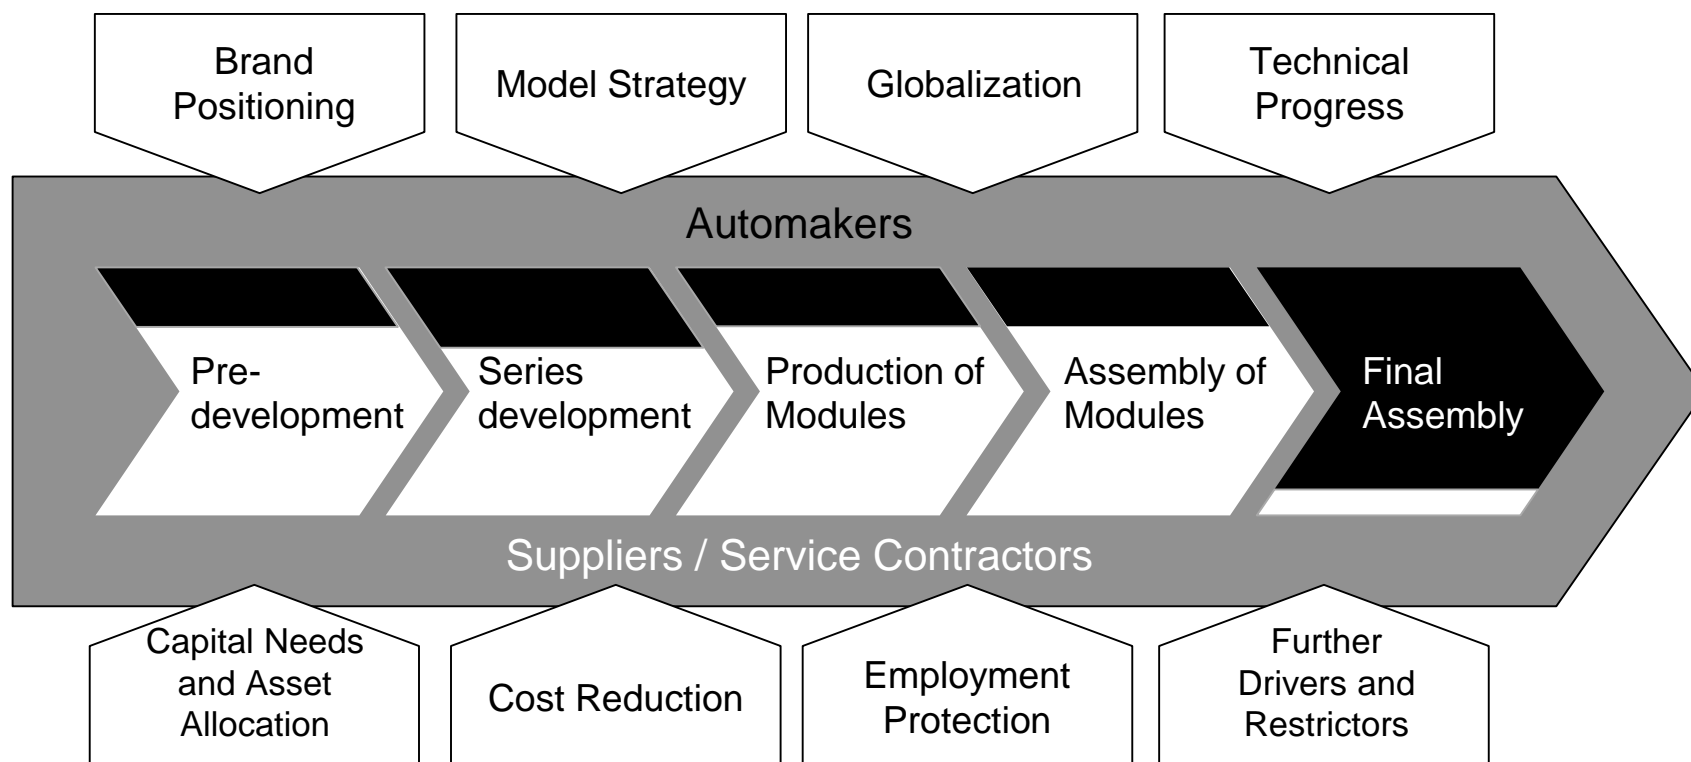 Brand
Positioning
Model Strategy
Globalization
Technical
Progress
Automakers
Pre-
development
Series
development
Production of
Modules
Assembly of
Modules
Final
Assembly
Suppliers / Service Contractors
Capital Needs
and Asset
Allocation
Cost Reduction
Employment
Protection
Further
Drivers and
Restrictors